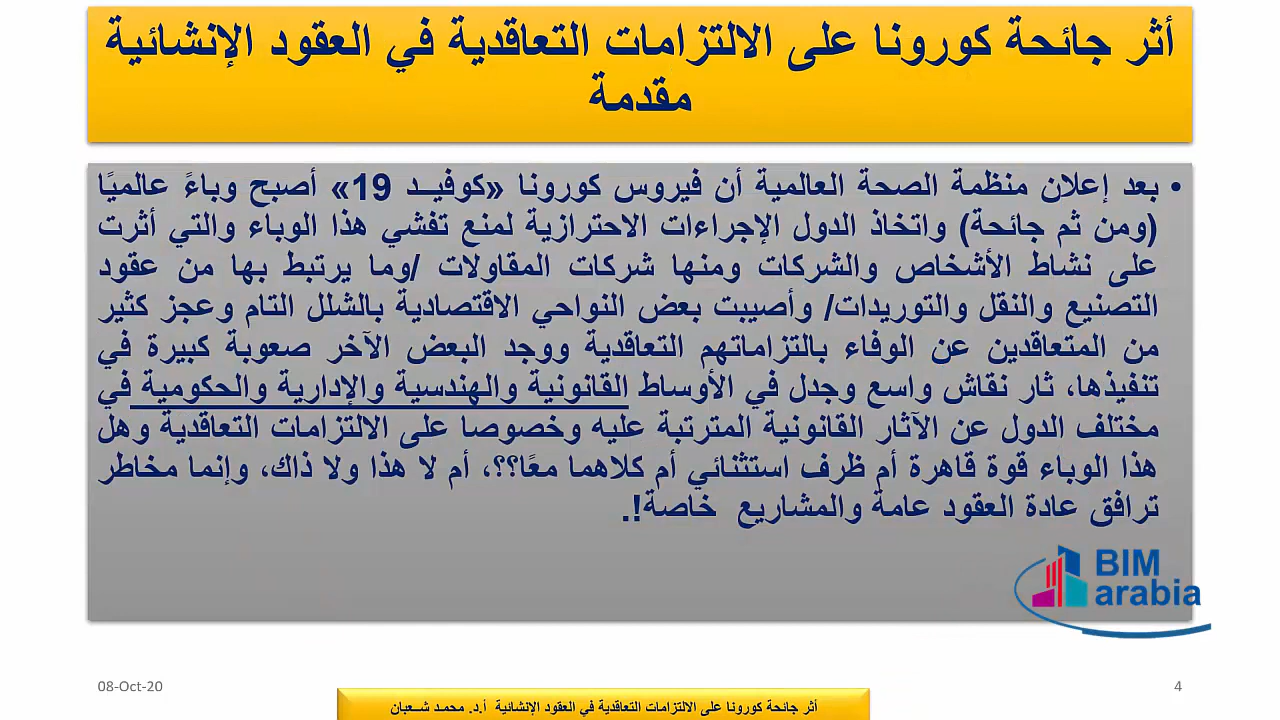 أثر جائحة كورونا على الالتزامات التعاقدية في العقود الإنشائية
مقدمة
• بعد إعلان منظمة الصحة العالمية أن فيروس كورونا «كوفيــد 19» أصبح وباءً عالميًا
(ومن ثم جائحة) واتخاذ الدول الإجراءات الاحترازية لمنع تفشي هذا الوباء والتي أثرت
على نشاط الأشخاص والشركات ومنها شركات المقاولات /وما يرتبط بها من عقود
التصنيع والنقل والتوريدات/ وأصيبت بعض النواحي الاقتصادية بالشلل التام وعجز كثير
من المتعاقدين عن الوفاء بالتزاماتهم التعاقدية ووجد البعض الآخر صعوبة كبيرة في
تنفيذها، ثار نقاش واسع وجدل في الأوساط القانونية والهندسية والإدارية والحكومية في
مختلف الدول عن الآثار القانونية المترتبة عليه وخصوصا على الالتزامات التعاقدية وهل
هذا الوباء قوة قاهرة أم ظرف استثنائي أم كلاهما معًا؟؟، أم لا هذا ولا ذاك، وإنما مخاطر
ترافق عادة العقود عامة والمشاريع خاصة!.
BIM
arabia
08-Oct-20
أثر جائحة كورونا على الالتزامات التعاقدية في العقود الإنشائية أ.د. محمـد شــعبان
4